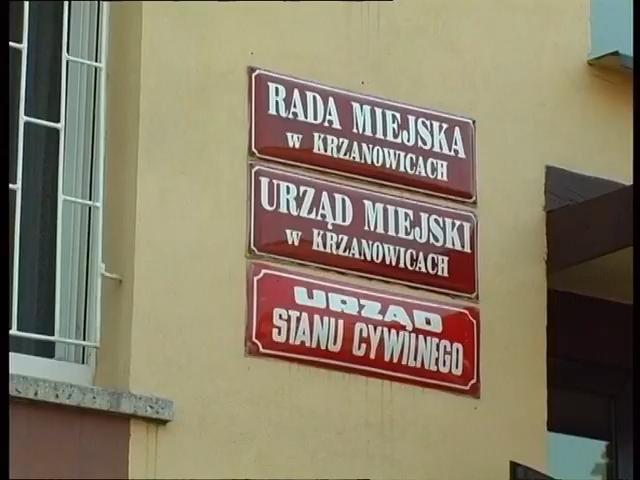 RADA MIEJSKA
w KRZANOWICACH
URZĄD MIEJSKI
w KRZANOWICACH
URZĄD
STANU CYWILNEGO